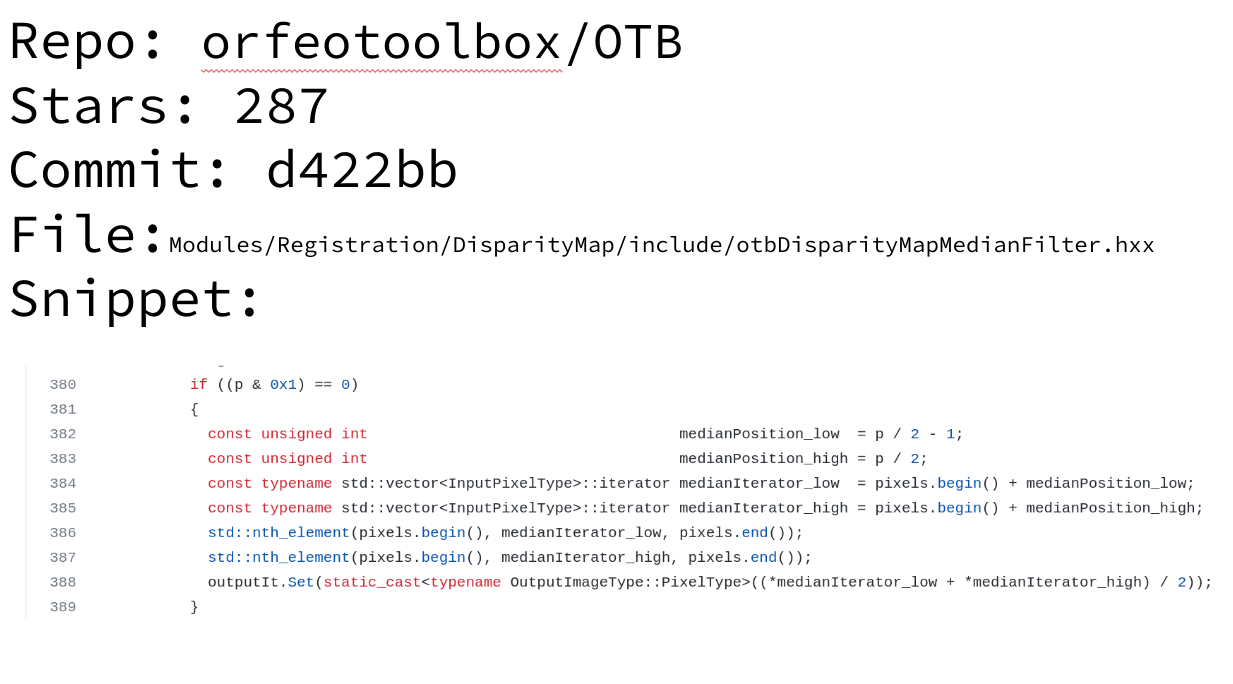 Repo: orfeotoolbox/OTB
Stars: 287
Commit: d422bb
File:Modules/Registration/DisparityMap/include/otbDisparityMapMedianFilter.hxx
Snippet:
380 if ((p & 0x1) == 0)
381 {
382 const unsigned int medianPosition_low = p / 2 - 1;
383 const unsigned int medianPosition_high = p / 2;
384 const typename std::vector<InputPixelType>::iterator medianIterator_low = pixels.begin() + medianPosition_low;
385 const typename std::vector<InputPixelType>::iterator medianIterator_high = pixels.begin() + medianPosition_high;
386 std::nth_element(pixels.begin(), medianIterator_low, pixels.end());
387 std::nth_element(pixels.begin(), medianIterator_high, pixels.end());
388 outputIt.Set(static_cast<typename OutputImageType::PixelType>((*medianIterator_low + *medianIterator_high) / 2));
389 }